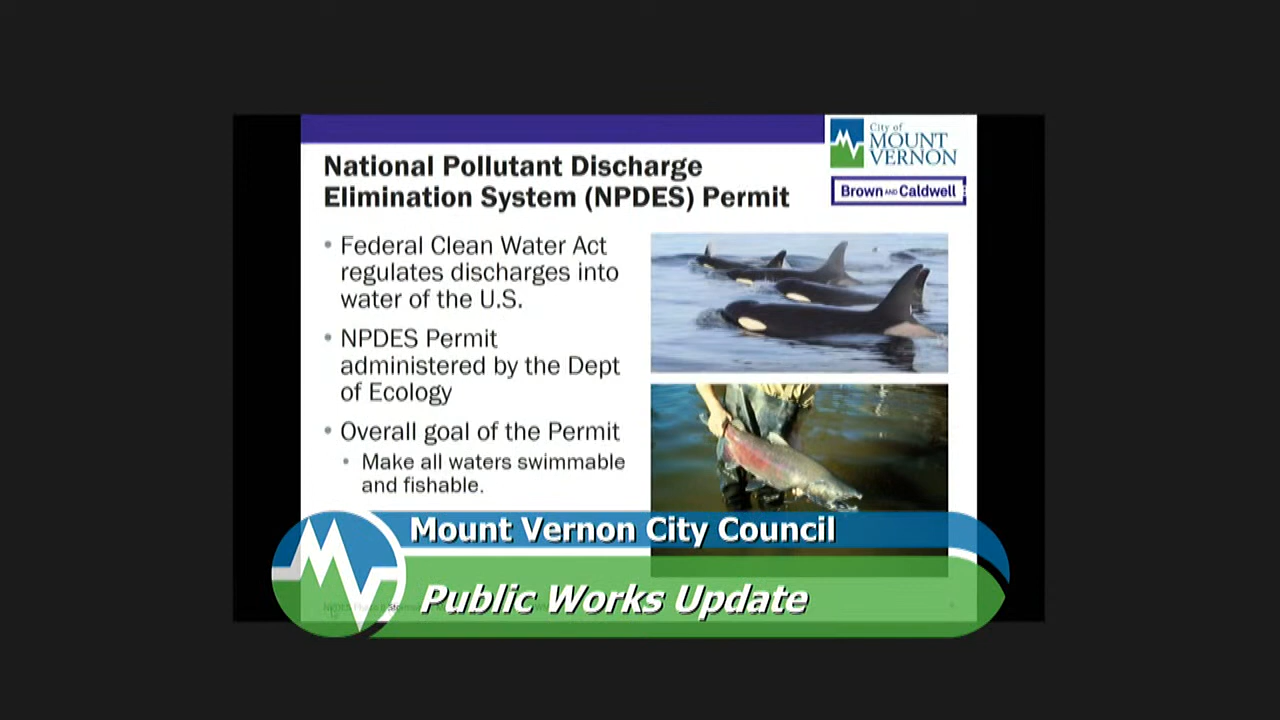 City of
MOUNT
VERNON
National Pollutant Discharge
Elimination System (NPDES) Permit
Brown AND Caldwell
• Federal Clean Water Act
regulates discharges into
water of the U.S.
• NPDES Permit
administered by the Dept
of Ecology
• Overall goal of the Permit
• Make all waters swimmable
and fishable.
Mount Vernon City Council
Public Works Update